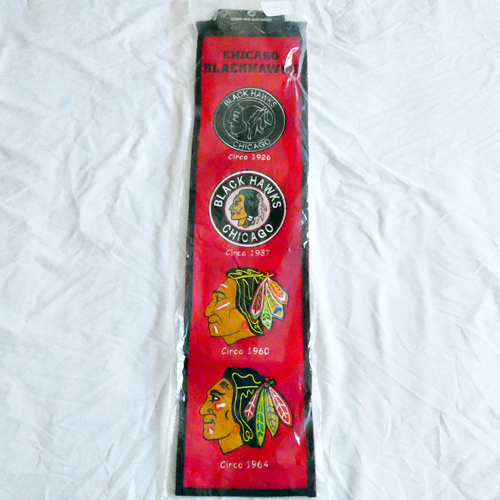 CHICAGO
BLACKHAWKS
BLACK HAWKS
CHICAGO
Circa 1926
BLACK HAWKS
CHICAGO
Circa 1937
Circa 1960
Circa 1964